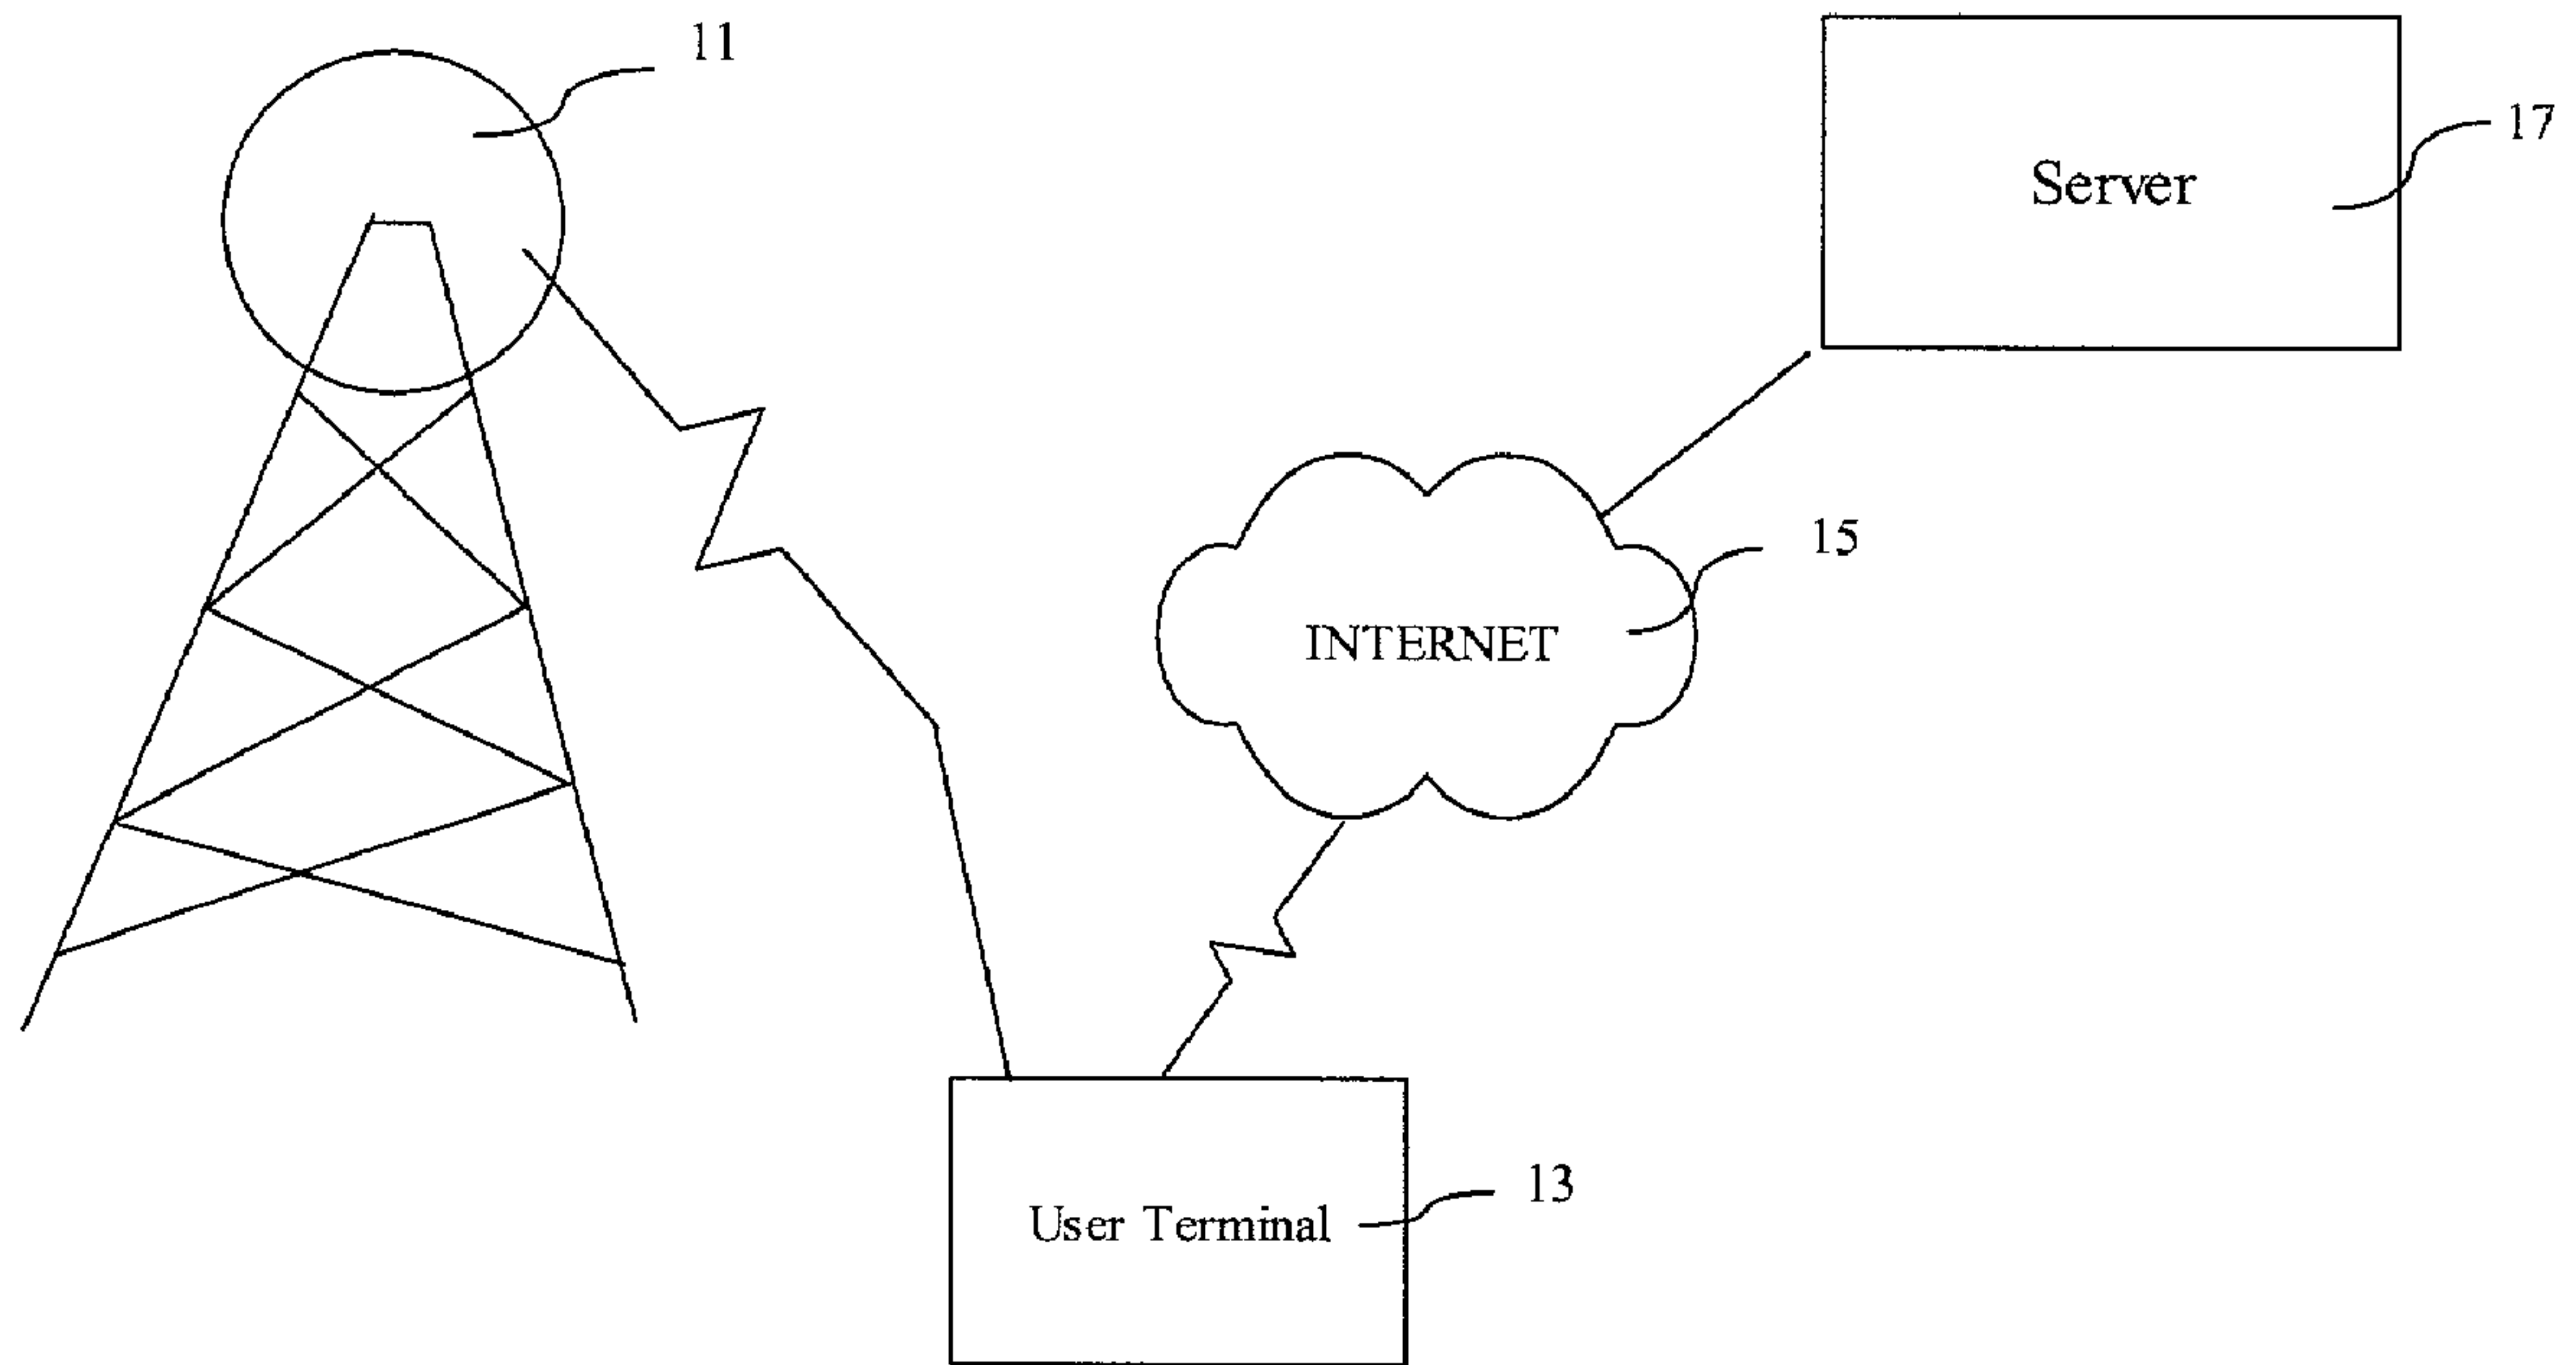 11
17
Server
15
INTERNET
13
User Terminal